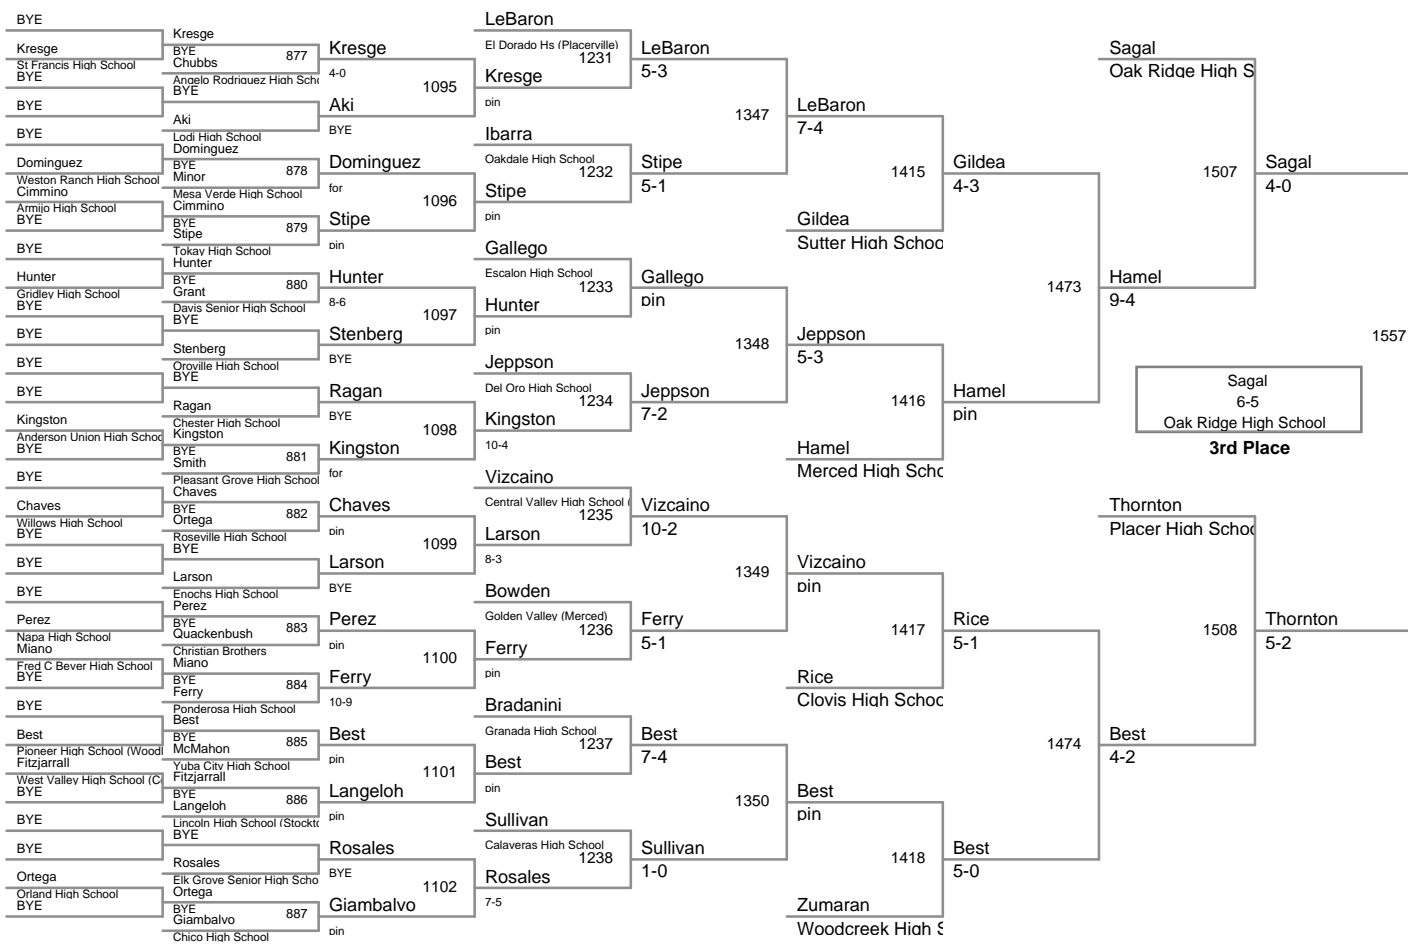 BYE
Kresge
St Francis High School
BYE
BYE
BYE
Dominguez
Weston Ranch High School
Cimmino
Armijo High School
BYE
BYE
Hunter
Gridley High School
BYE
BYE
BYE
BYE
Kingston
Anderson Union High Schoo
BYE
BYE
Chaves
Willows High School
BYE
BYE
BYE
Perez
Napa High School
Miano
Fred C Bever High School
BYE
BYE
Best
Pioneer High School (Woodl
Fitzjarrall
West Valley High School (C
BYE
BYE
BYE
Ortega
Orland High School
BYE
Kresge
BYE
877
Chubbs
Angelo Rodriguez High Scho
BYE
Aki
Lodi High School
Dominguez
BYE
878
Minor
Mesa Verde High School
Cimmino
BYE
879
Stipe
Tokay High School
Hunter
BYE
880
Grant
Davis Senior High School
BYE
Stenberg
Oroville High School
BYE
Ragan
Chester High School
Kingston
BYE
881
Smith
Pleasant Grove High School
Chaves
BYE
882
Ortega
Roseville High School
BYE
Larson
Enochs High School
Perez
BYE
883
Quackenbush
Christian Brothers
Miano
BYE
884
Ferry
Ponderosa High School
Best
BYE
885
McMahon
Yuba City High School
Fitzjarrall
BYE
886
Langeloh
Lincoln High School (Stockto
BYE
Rosales
Elk Grove Senior High Scho
Ortega
BYE
887
Giambalvo
Chico High School
Kresge
4-0
1095
Aki
BYE
Dominguez
for
1096
Stipe
pin
Hunter
8-6
1097
Stenberg
BYE
Ragan
BYE
1098
Kingston
for
Chaves
pin
1099
Larson
BYE
Perez
pin
1100
Ferry
10-9
Best
pin
1101
Langeloh
pin
Rosales
BYE
1102
Giambalvo
pin
LeBaron
El Dorado Hs (Placerville)
1231
Kresge
pin
Ibarra
Oakdale High School
1232
Stipe
pin
Gallego
Escalon High School
1233
Hunter
pin
Jeppson
Del Oro High School
1234
Kingston
10-4
Vizcaino
Central Valley High School (
1235
Larson
8-3
Bowden
Golden Valley (Merced)
1236
Ferry
pin
Bradanini
Granada High School
1237
Best
pin
Sullivan
Calaveras High School
1238
Rosales
7-5
LeBaron
5-3
1347
Stipe
5-1
Gallego
pin
1348
Jeppson
7-2
Vizcaino
10-2
1349
Ferry
5-1
Best
7-4
1350
Sullivan
1-0
LeBaron
7-4
1415
Gildea
Sutter High Schoo
Jeppson
5-3
1416
Hamel
Merced High Scho
Vizcaino
pin
1417
Rice
Clovis High Schoo
Best
pin
1418
Zumaran
Woodcreek High S
Gildea
4-3
1473
Hamel
pin
Rice
5-1
1474
Best
5-0
Sagal
Oak Ridge High S
1507
Hamel
9-4
Sagal
6-5
Oak Ridge High School
3rd Place
Thornton
Placer High Schoo
1508
Best
4-2
Sagal
4-0
1557
Thornton
5-2